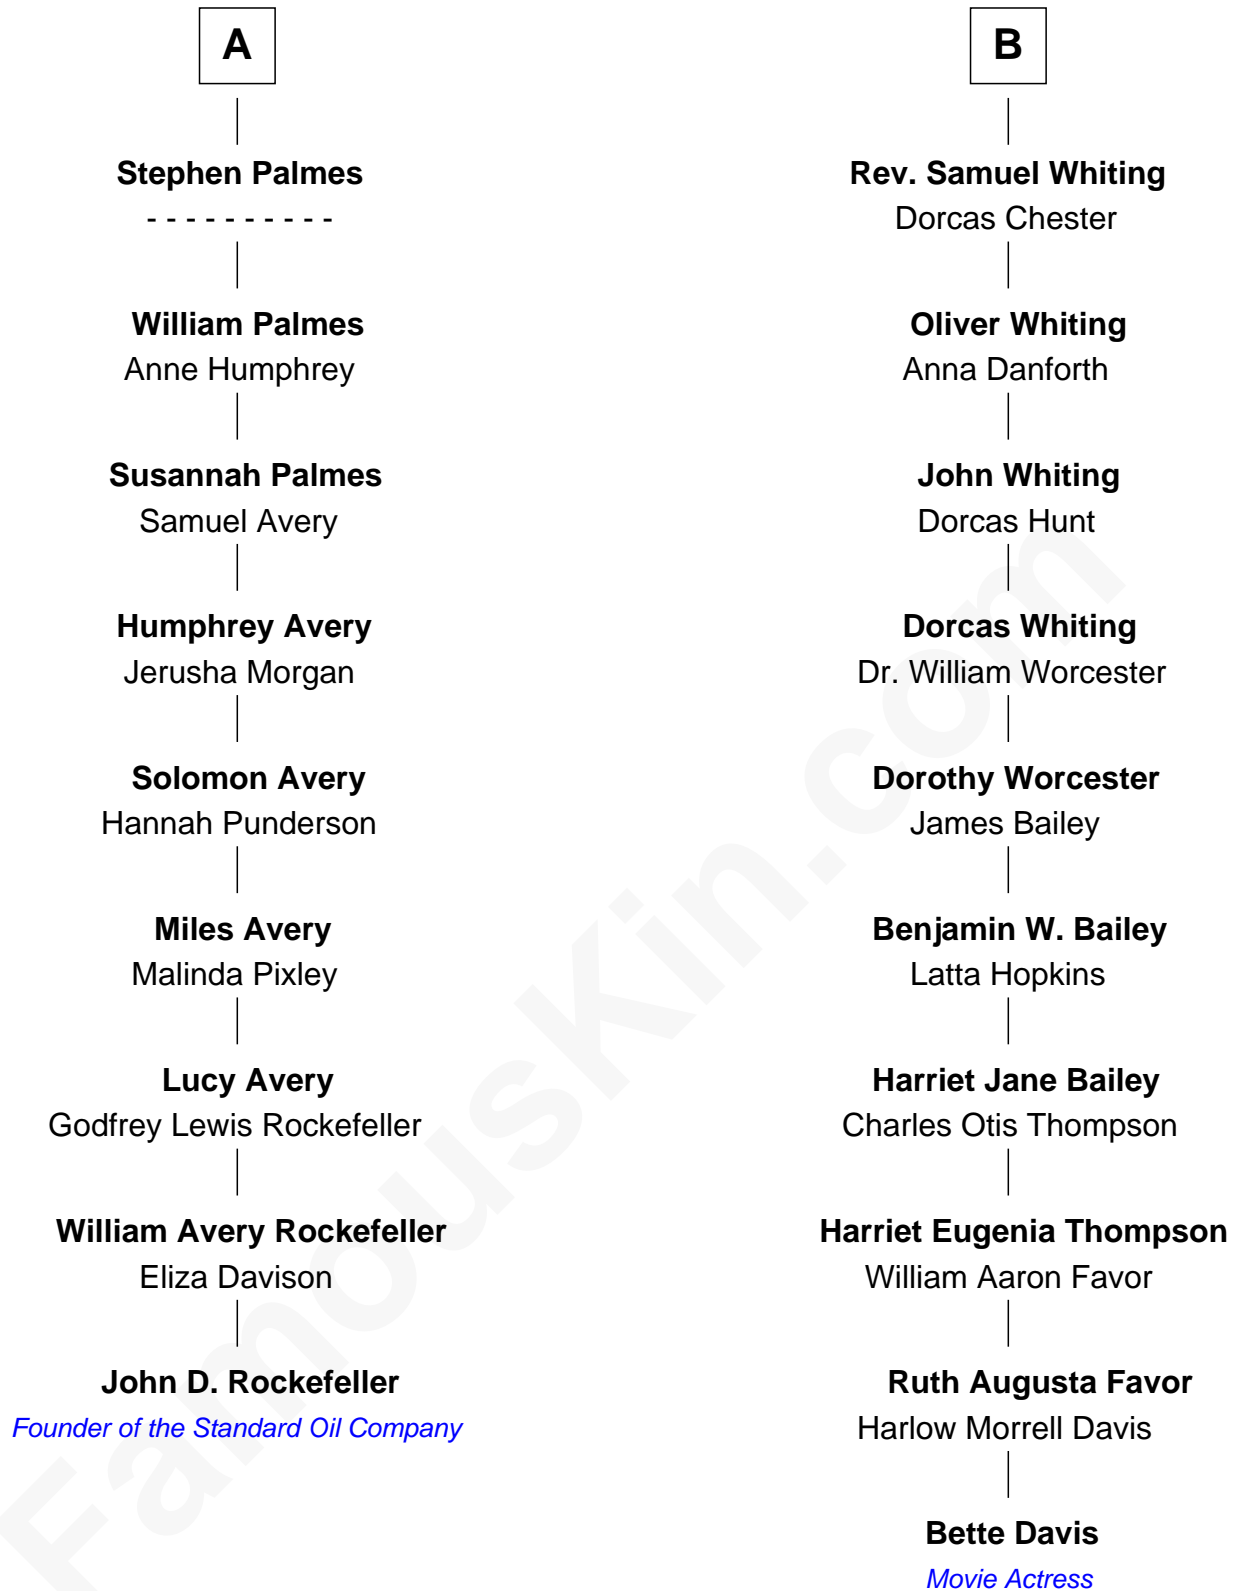 A
Stephen Palmes
- - - - - - - - - -
William Palmes
Anne Humphrey
Susannah Palmes
Samuel Avery
Humphrey Avery
Jerusha Morgan
Solomon Avery
Hannah Punderson
Miles Avery
Malinda Pixley
Lucy Avery
Godfrey Lewis Rockefeller
William Avery Rockefeller
Eliza Davison
John D. Rockefeller
Founder of the Standard Oil Company
B
Rev. Samuel Whiting
Dorcas Chester
Oliver Whiting
Anna Danforth
John Whiting
Dorcas Hunt
Dorcas Whiting
Dr. William Worcester
Dorothy Worcester
James Bailey
Benjamin W. Bailey
Latta Hopkins
Harriet Jane Bailey
Charles Otis Thompson
Harriet Eugenia Thompson
William Aaron Favor
Ruth Augusta Favor
Harlow Morrell Davis
Bette Davis
Movie Actress
FamousKin.com